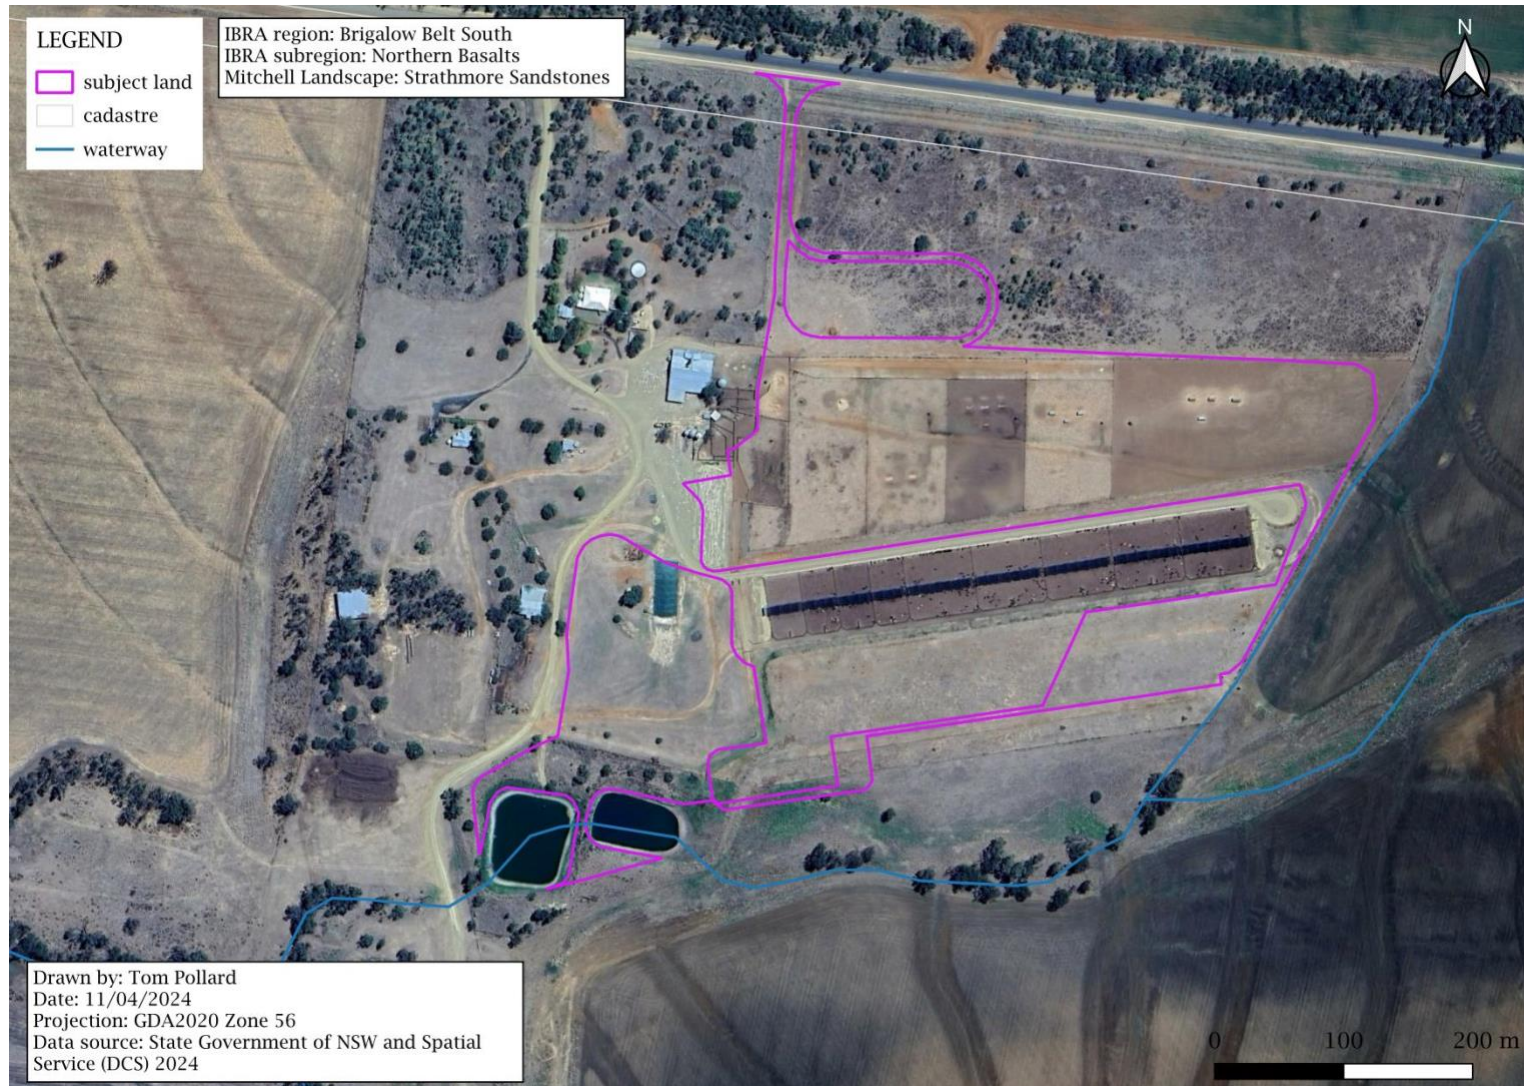 LEGEND
subject land
cadastre
waterway
IBRA region: Brigalow Belt South
IBRA subregion: Northern Basalts
Mitchell Landscape: Strathmore Sandstones
N
Drawn by: Tom Pollard
Date: 11/04/2024
Projection: GDA2020 Zone 56
Data source: State Government of NSW and Spatial
Service (DCS) 2024
0 100 200 m